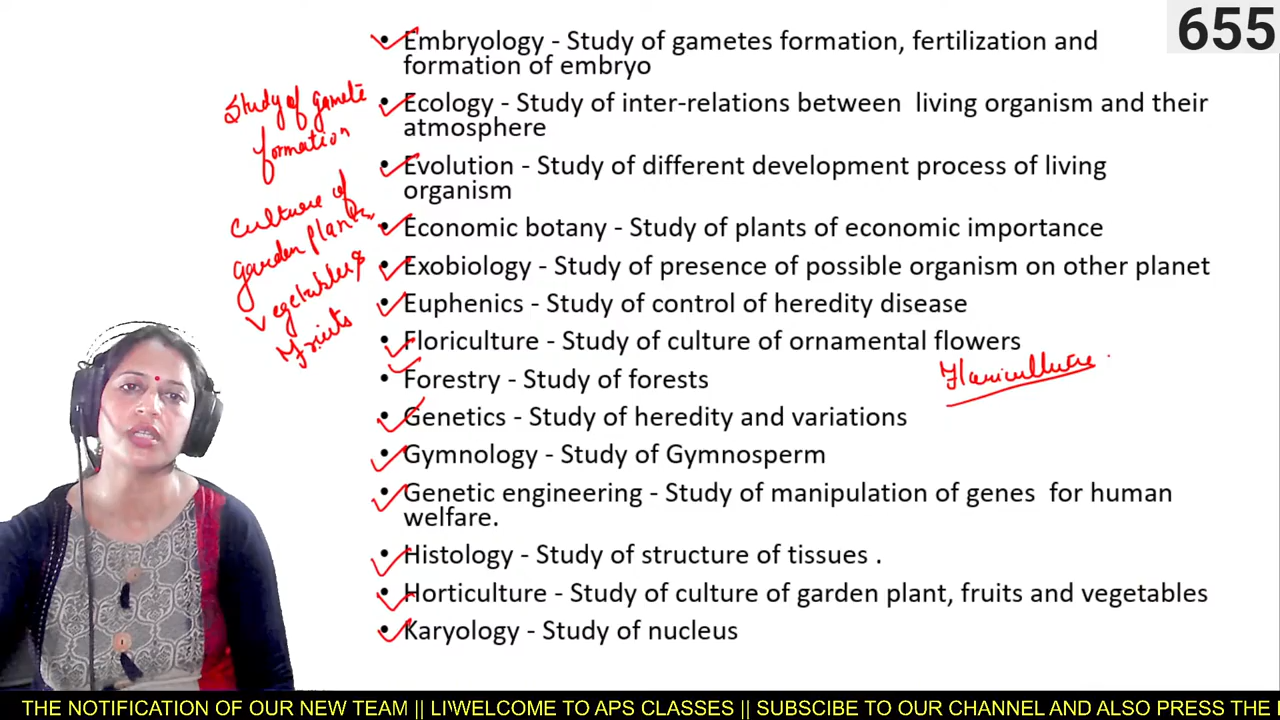 655
• Embryology - Study of gametes formation, fertilization and
formation of embryo
• Ecology - Study of inter-relations between living organism and their
atmosphere
• Evolution - Study of different development process of living
organism
• Economic botany - Study of plants of economic importance
• Exobiology - Study of presence of possible organism on other planet
• Euphenics - Study of control of heredity disease
• Floriculture - Study of culture of ornamental flowers
• Forestry - Study of forests
• Genetics - Study of heredity and variations
• Gymnology - Study of Gymnosperm
• Genetic engineering - Study of manipulation of genes for human
welfare.
• Histology - Study of structure of tissues .
• Horticulture - Study of culture of garden plant, fruits and vegetables
• Karyology - Study of nucleus
Study of gamete
formation
Culture of
garden plants
vegetables &
Fruits
THE NOTIFICATION OF OUR NEW TEAM || LI\WELCOME TO APS CLASSES || SUBSCIBE TO OUR CHANNEL AND ALSO PRESS THE